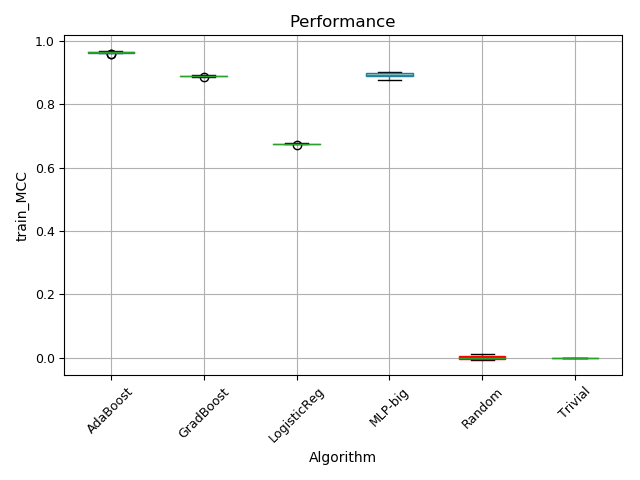 Performance
train_MCC
1.0
0.8
0.6
0.4
0.2
0.0
AdaBoost
GradBoost
LogisticReg
MLP-big
Random
Trivial
Algorithm